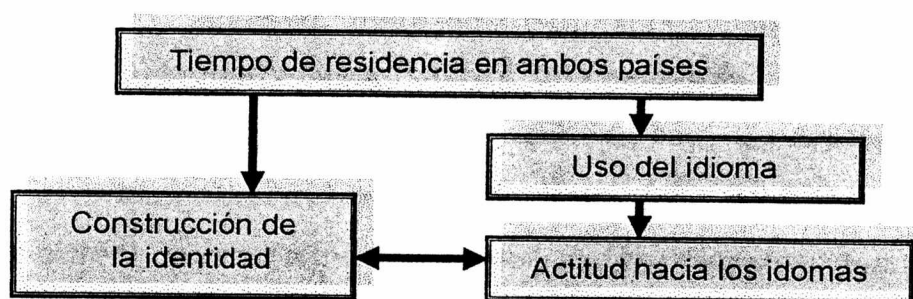 Tiempo de residencia en ambos países
Uso del idioma
Construcción de
la identidad
Actitud hacia los idomas